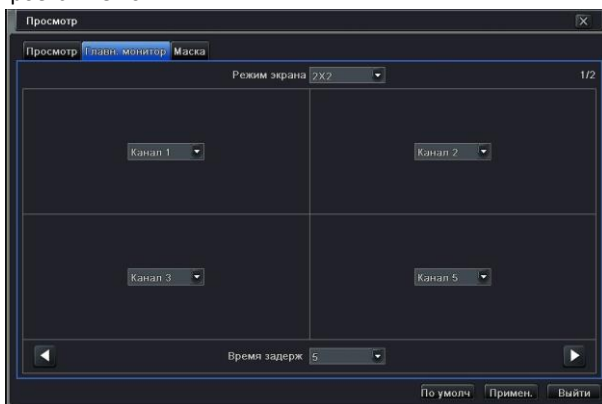 Просмотр
Просмотр Главн. монитор Маска
Режим экрана 2X2 1/2
Канал 1 Канал 2
Канал 3 Канал 5
Время задерж 5
По умолч Примен. Выйти